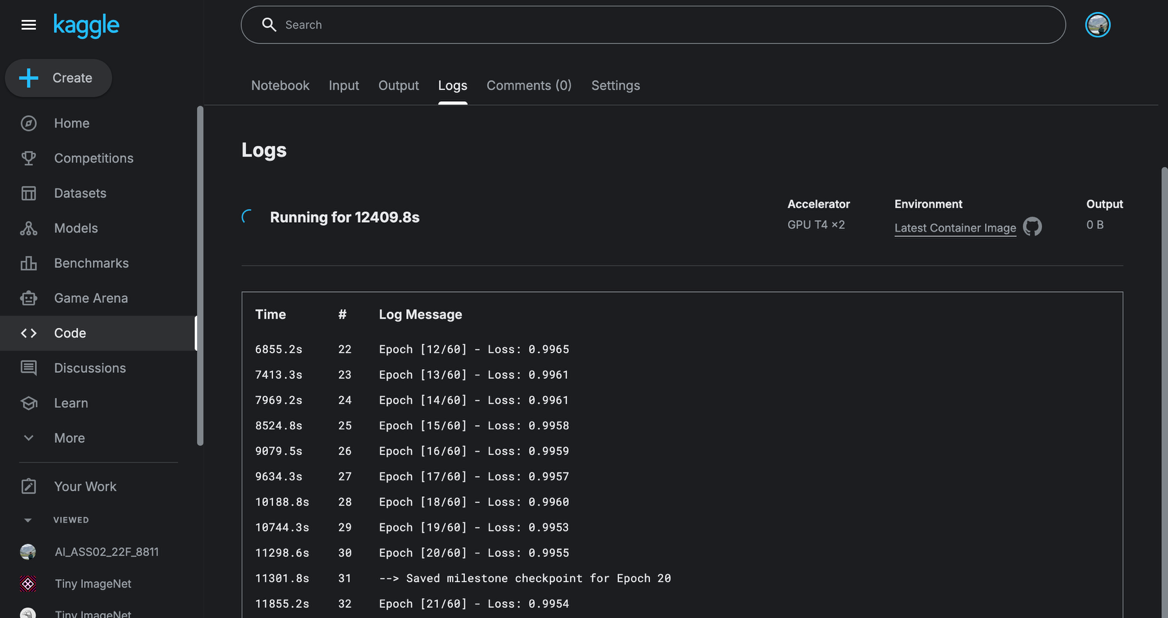 kaggle
Search
Create
Notebook Input Output Logs Comments (0) Settings
Home
Competitions
Datasets
Models
Benchmarks
Game Arena
Code
Discussions
Learn
More
Your Work
VIEWED
AI_ASS02_22F_8811
Tiny ImageNet
Tiny ImageNet
Logs
Running for 12409.8s
Accelerator
GPU T4 ×2
Environment
Latest Container Image
Output
0 B
Time # Log Message
6855.2s 22 Epoch [12/60] - Loss: 0.9965
7413.3s 23 Epoch [13/60] - Loss: 0.9961
7969.2s 24 Epoch [14/60] - Loss: 0.9961
8524.8s 25 Epoch [15/60] - Loss: 0.9958
9079.5s 26 Epoch [16/60] - Loss: 0.9959
9634.3s 27 Epoch [17/60] - Loss: 0.9957
10188.8s 28 Epoch [18/60] - Loss: 0.9960
10744.3s 29 Epoch [19/60] - Loss: 0.9953
11298.6s 30 Epoch [20/60] - Loss: 0.9955
11301.8s 31 --> Saved milestone checkpoint for Epoch 20
11855.2s 32 Epoch [21/60] - Loss: 0.9954